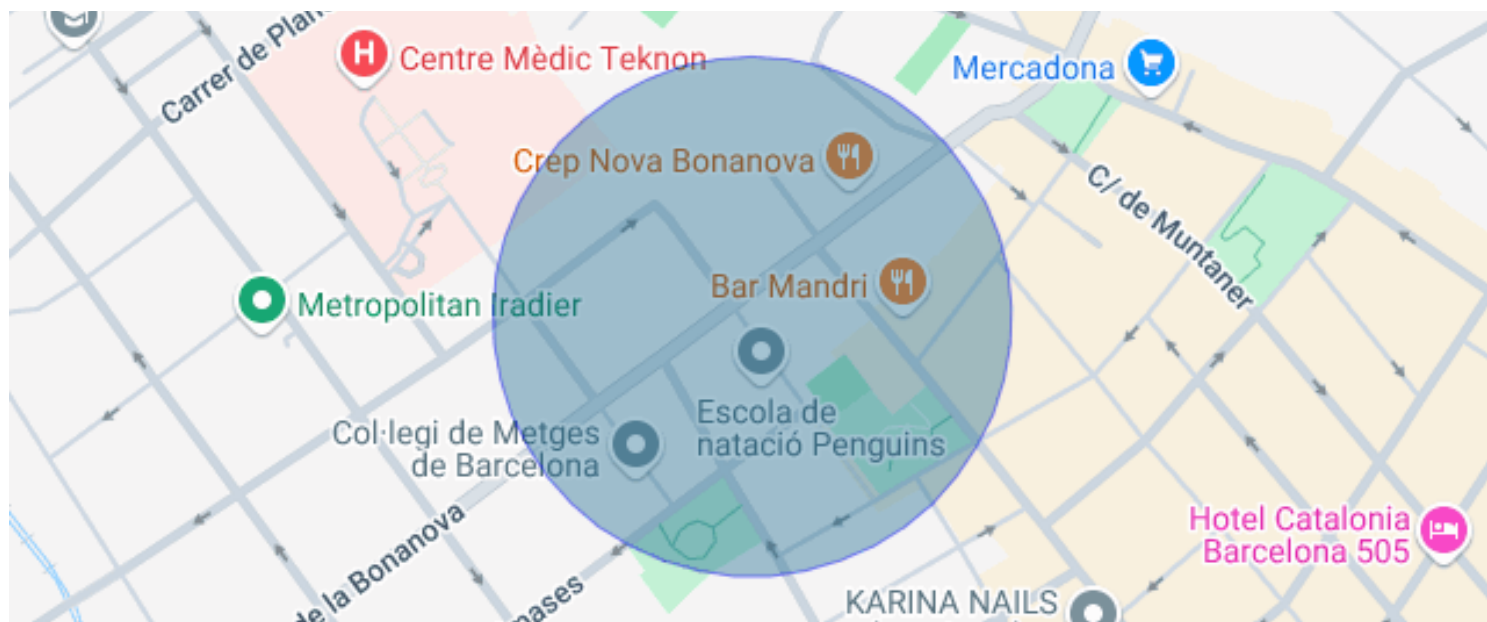 Carrer de Plan
H
Centre Mèdic Teknon
Mercadona
Crep Nova Bonanova
C/ de Muntaner
Bar Mandri
Metropolitan Iradier
Escola de
natació Penguins
Col·legi de Metges
de Barcelona
de la Bonanova
mases
Hotel Catalonia
Barcelona 505
KARINA NAILS